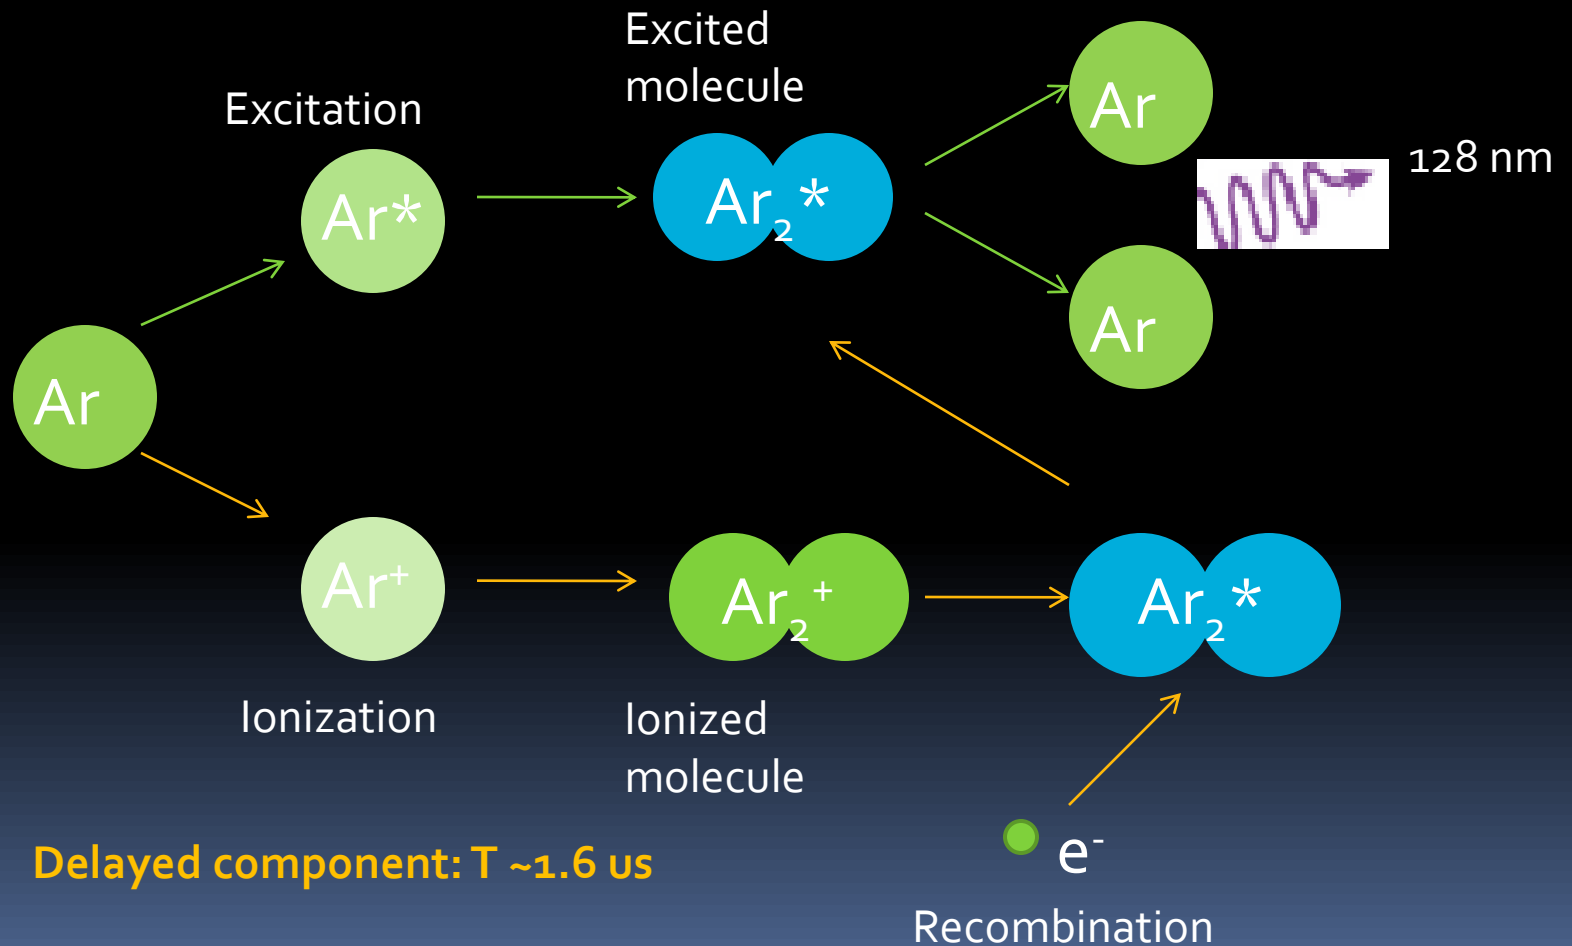 Excited
molecule
Excitation
Ar
128 nm
Ar*
Ar₂*
Ar
Ar
Ar⁺
Ar₂⁺
Ar₂*
Ionization
Ionized
molecule
e⁻
Delayed component: T ~1.6 us
Recombination